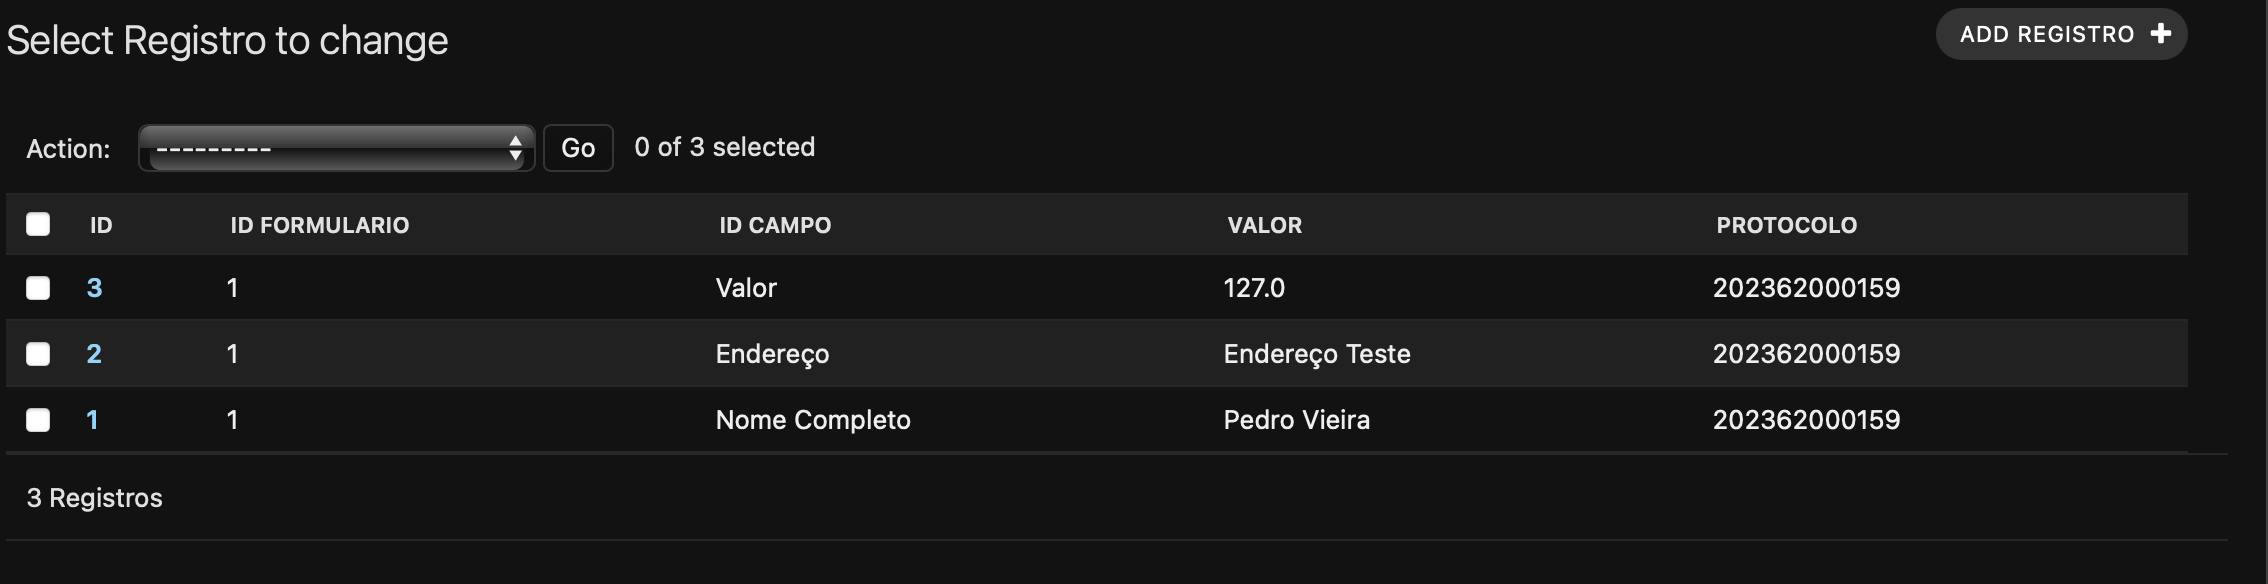 Select Registro to change
ADD REGISTRO +
Action: --------- Go 0 of 3 selected
ID ID FORMULARIO ID CAMPO VALOR PROTOCOLO
3 1 Valor 127.0 202362000159
2 1 Endereço Endereço Teste 202362000159
1 1 Nome Completo Pedro Vieira 202362000159
3 Registros